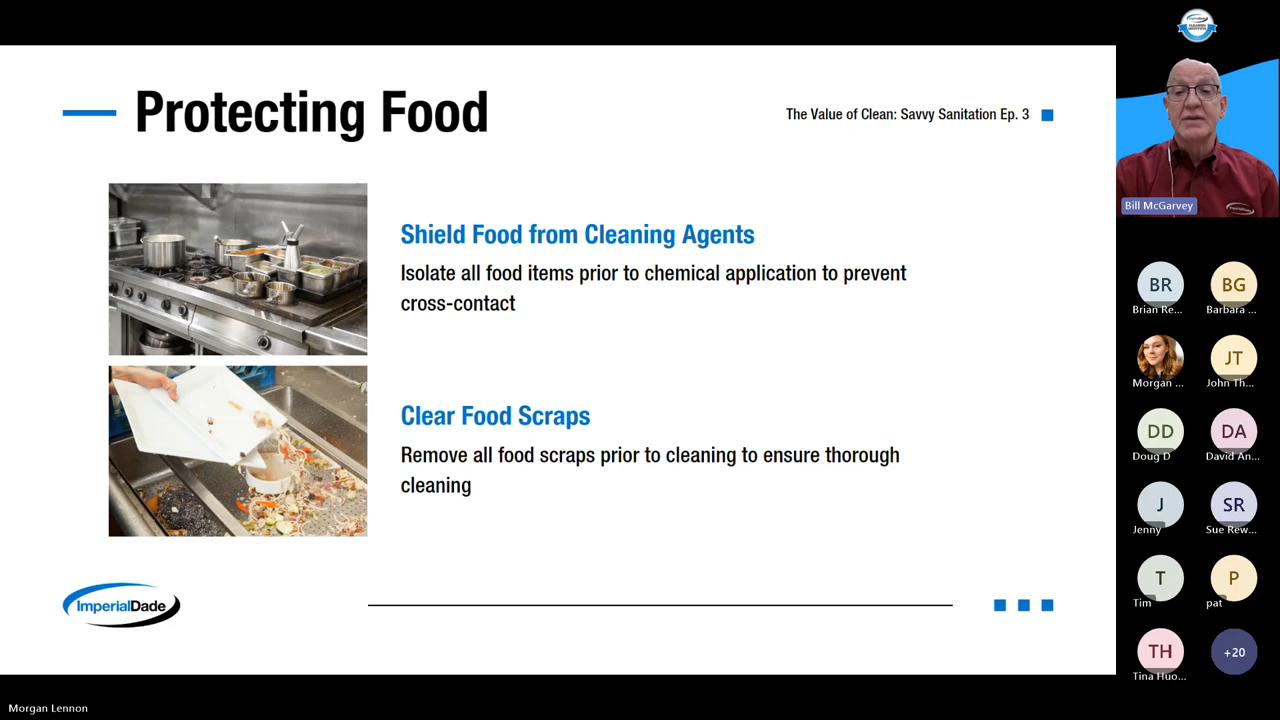 Protecting Food
The Value of Clean: Savvy Sanitation Ep. 3
Shield Food from Cleaning Agents
Isolate all food items prior to chemical application to prevent
cross-contact
Clear Food Scraps
Remove all food scraps prior to cleaning to ensure thorough
cleaning
ImperialDade
Bill McGarvey
BR
Brian Re...
BG
Barbara ...
Morgan ...
JT
John Th...
DD
Doug D
DA
David An...
J
Jenny
SR
Sue Rew...
T
Tim
P
pat
TH
Tina Huo...
+20
Morgan Lennon